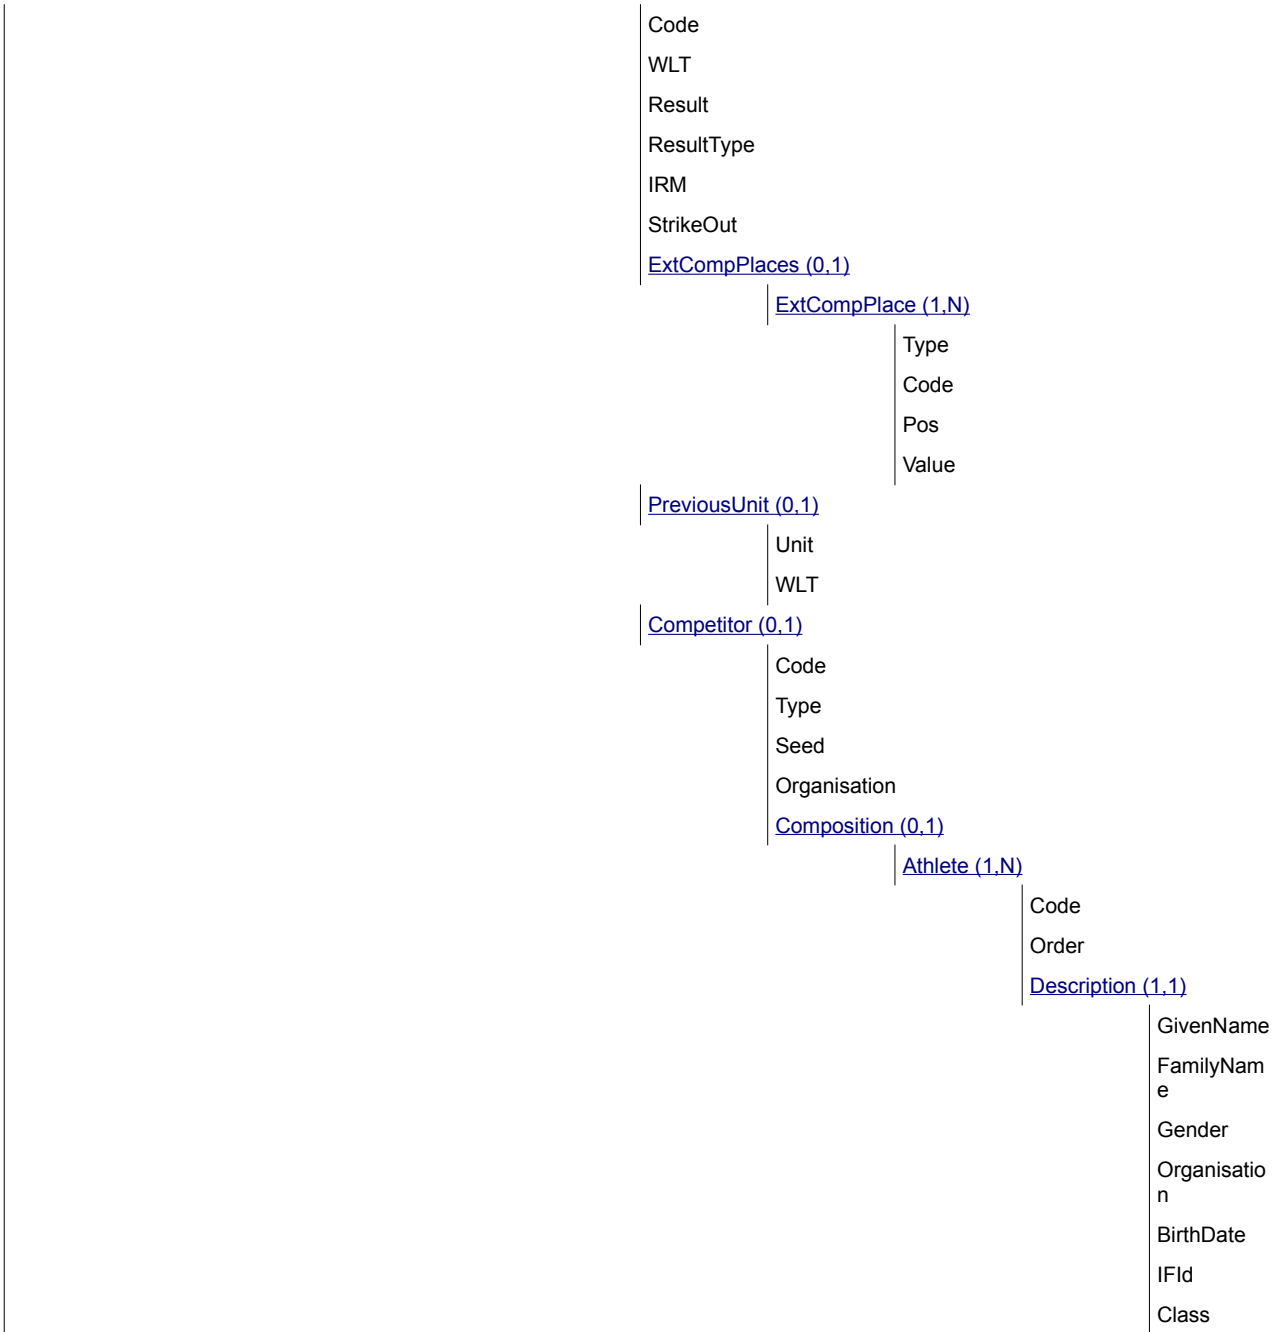 Code
WLT
Result
ResultType
IRM
StrikeOut
ExtCompPlaces (0,1)
ExtCompPlace (1,N)
Type
Code
Pos
Value
PreviousUnit (0,1)
Unit
WLT
Competitor (0,1)
Code
Type
Seed
Organisation
Composition (0,1)
Athlete (1,N)
Code
Order
Description (1,1)
GivenName
FamilyNam
e
Gender
Organisatio
n
BirthDate
IFId
Class